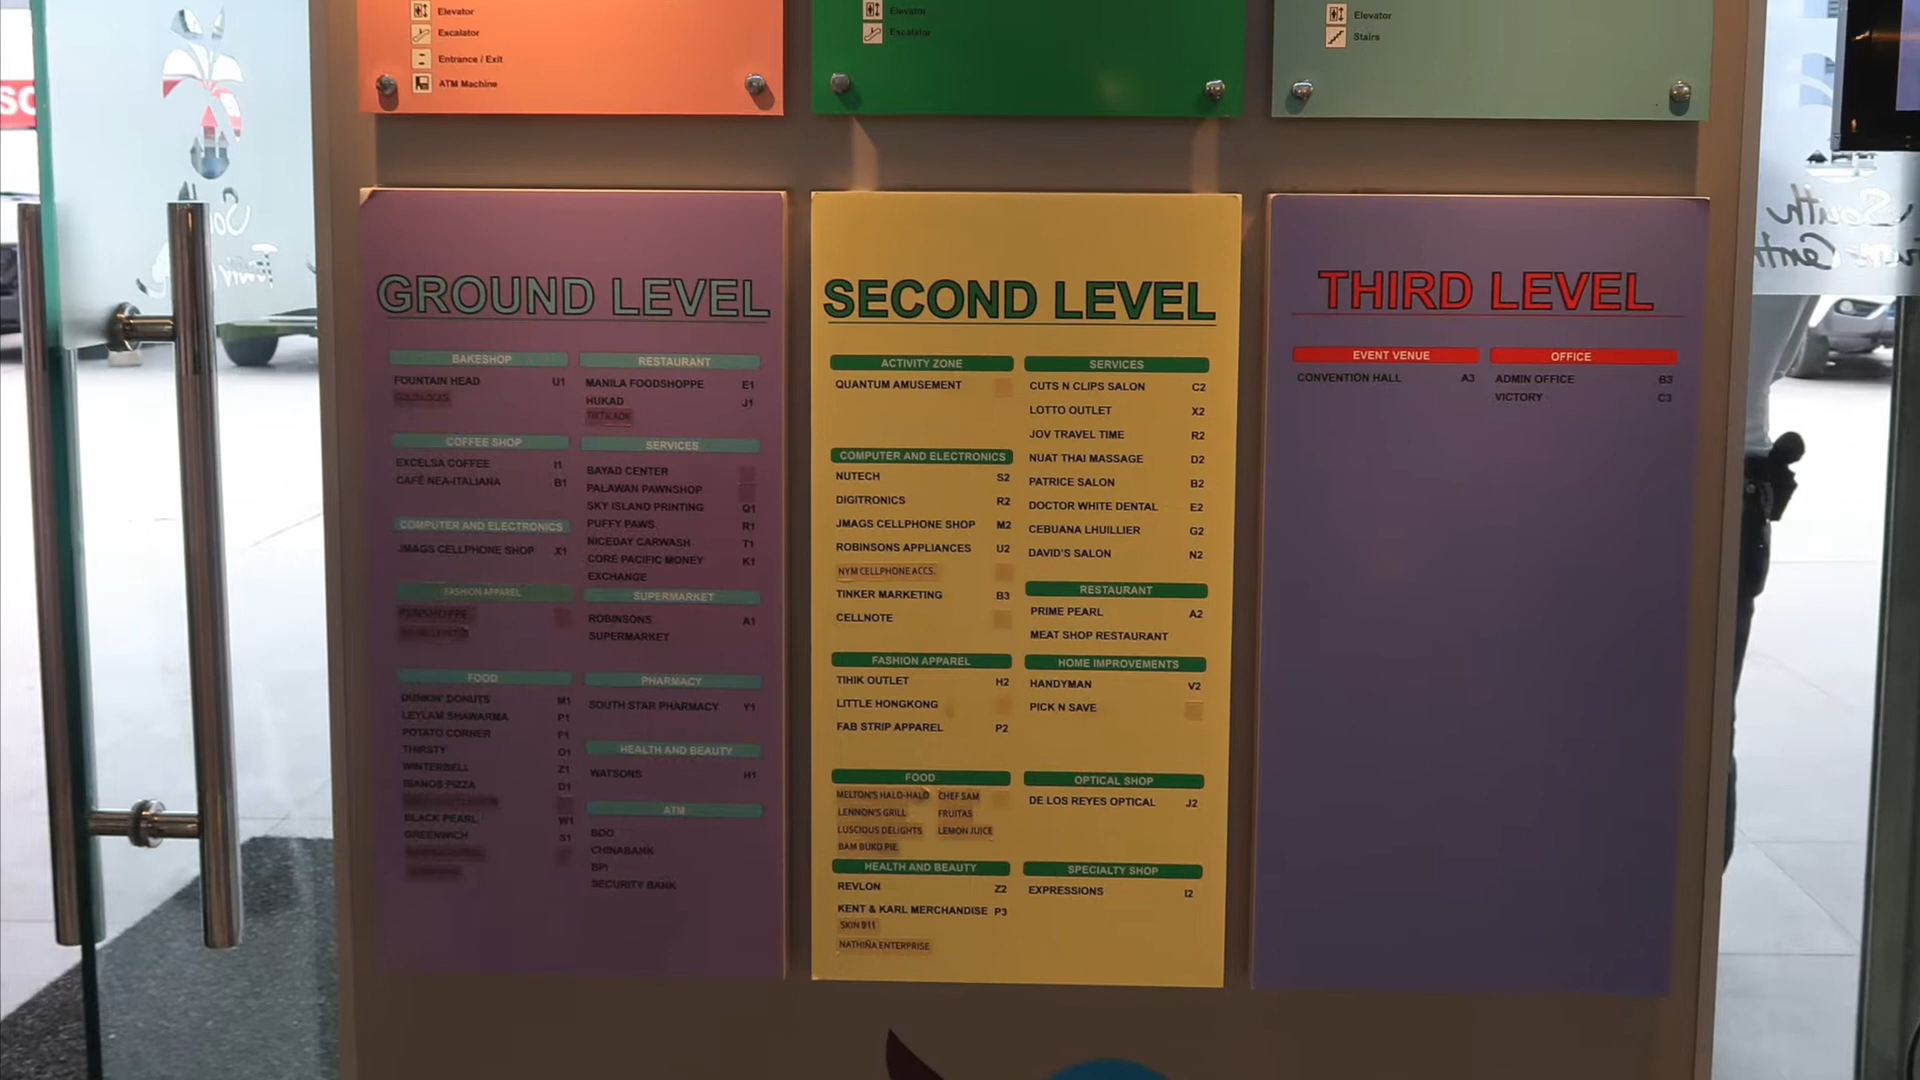 Elevator
Escalator
Entrance / Exit
ATM Machine
Elevator
Escalator
Elevator
Stairs
GROUND LEVEL
BAKESHOP
FOUNTAIN HEAD U1
GOLDILOCKS
COFFEE SHOP
EXCELSA COFFEE I1
CAFÉ NEA-ITALIANA B1
COMPUTER AND ELECTRONICS
JMAGS CELLPHONE SHOP X1
FASHION APPAREL
PENSHOPPE
FOOD
DUNKIN' DONUTS M1
LEYLAM SHAWARMA P1
POTATO CORNER F1
THIRSTY O1
WINTERBELL Z1
BIANGS PIZZA D1
BLACK PEARL W1
GREENWICH S1
RESTAURANT
MANILA FOODSHOPPE E1
HUKAD J1
SERVICES
BAYAD CENTER
PALAWAN PAWNSHOP
SKY ISLAND PRINTING Q1
PUFFY PAWS R1
NICEDAY CARWASH T1
CORE PACIFIC MONEY K1
EXCHANGE
SUPERMARKET
ROBINSONS A1
SUPERMARKET
PHARMACY
SOUTH STAR PHARMACY Y1
HEALTH AND BEAUTY
WATSONS H1
ATM
BDO
CHINABANK
BPI
SECURITY BANK
SECOND LEVEL
ACTIVITY ZONE
QUANTUM AMUSEMENT
COMPUTER AND ELECTRONICS
NUTECH S2
DIGITRONICS R2
JMAGS CELLPHONE SHOP M2
ROBINSONS APPLIANCES U2
NYM CELLPHONE ACCS.
TINKER MARKETING B3
CELLNOTE
FASHION APPAREL
TIHIK OUTLET H2
LITTLE HONGKONG
FAB STRIP APPAREL P2
FOOD
MELTON'S HALO-HALO CHEF SAM
LENNON'S GRILL FRUITAS
LUSCIOUS DELIGHTS LEMON JUICE
BAM BUKO PIE
HEALTH AND BEAUTY
REVLON Z2
KENT & KARL MERCHANDISE P3
SKIN 911
NATHIÑA ENTERPRISE
SERVICES
CUTS N CLIPS SALON C2
LOTTO OUTLET X2
JOV TRAVEL TIME R2
NUAT THAI MASSAGE D2
PATRICE SALON B2
DOCTOR WHITE DENTAL E2
CEBUANA LHUILLIER G2
DAVID'S SALON N2
RESTAURANT
PRIME PEARL A2
MEAT SHOP RESTAURANT
HOME IMPROVEMENTS
HANDYMAN V2
PICK N SAVE
OPTICAL SHOP
DE LOS REYES OPTICAL J2
SPECIALTY SHOP
EXPRESSIONS I2
THIRD LEVEL
EVENT VENUE
CONVENTION HALL A3
OFFICE
ADMIN OFFICE B3
VICTORY C3
South